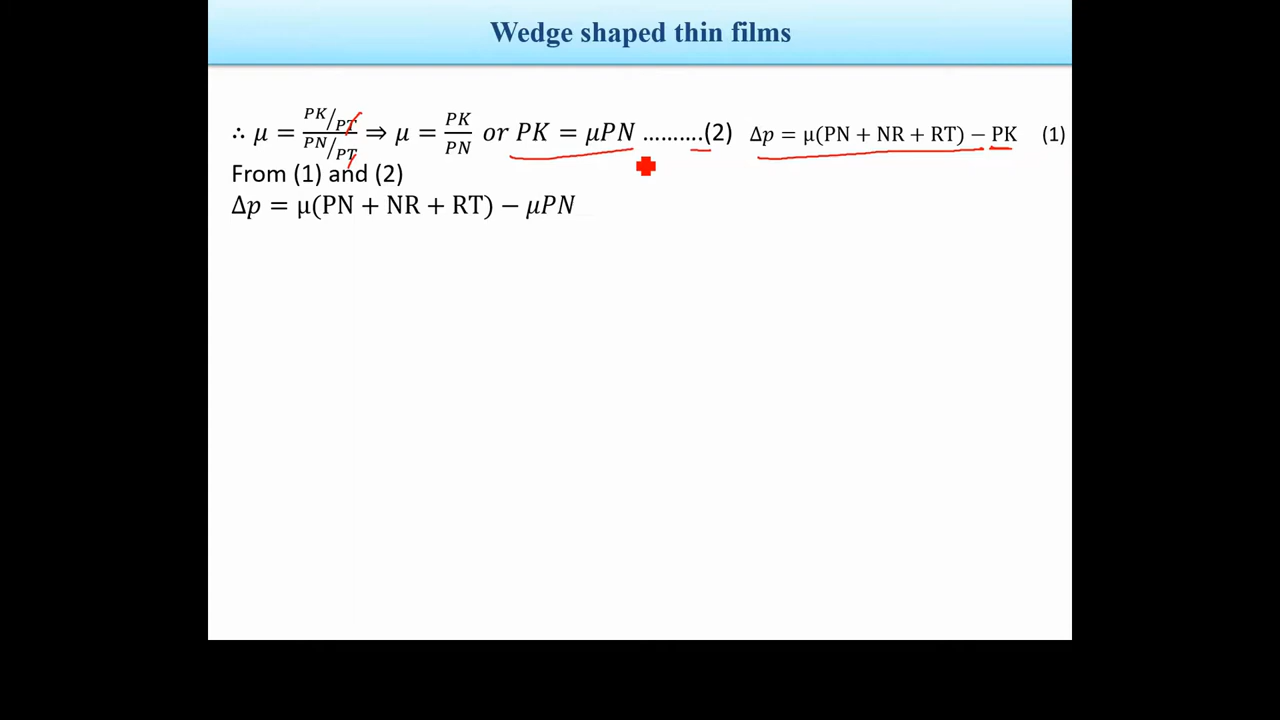 Wedge shaped thin films
∴ μ = (PK/PT)/(PN/PT) ⇒ μ = PK/PN or PK = μPN ..........(2) Δp = μ(PN + NR + RT) − PK (1)
From (1) and (2)
Δp = μ(PN + NR + RT) − μPN